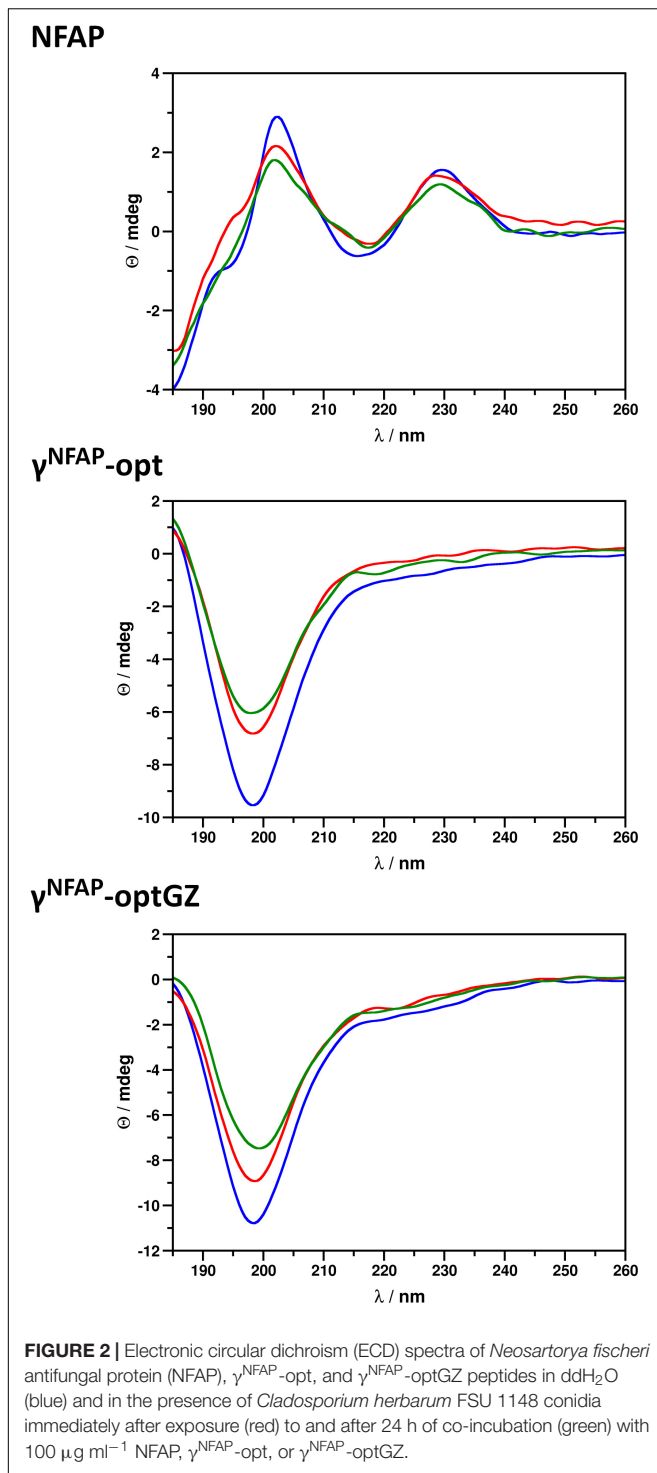 NFAP
4
2
0
-2
-4
Θ / mdeg
190 200 210 220 230 240 250 260
λ / nm
γNFAP-opt
2
0
-2
-4
-6
-8
-10
Θ / mdeg
190 200 210 220 230 240 250 260
λ / nm
γNFAP-optGZ
2
0
-2
-4
-6
-8
-10
-12
Θ / mdeg
190 200 210 220 230 240 250 260
λ / nm
FIGURE 2 | Electronic circular dichroism (ECD) spectra of Neosartorya fischeri
antifungal protein (NFAP), γNFAP-opt, and γNFAP-optGZ peptides in ddH2O
(blue) and in the presence of Cladosporium herbarum FSU 1148 conidia
immediately after exposure (red) to and after 24 h of co-incubation (green) with
100 μg ml−1 NFAP, γNFAP-opt, or γNFAP-optGZ.